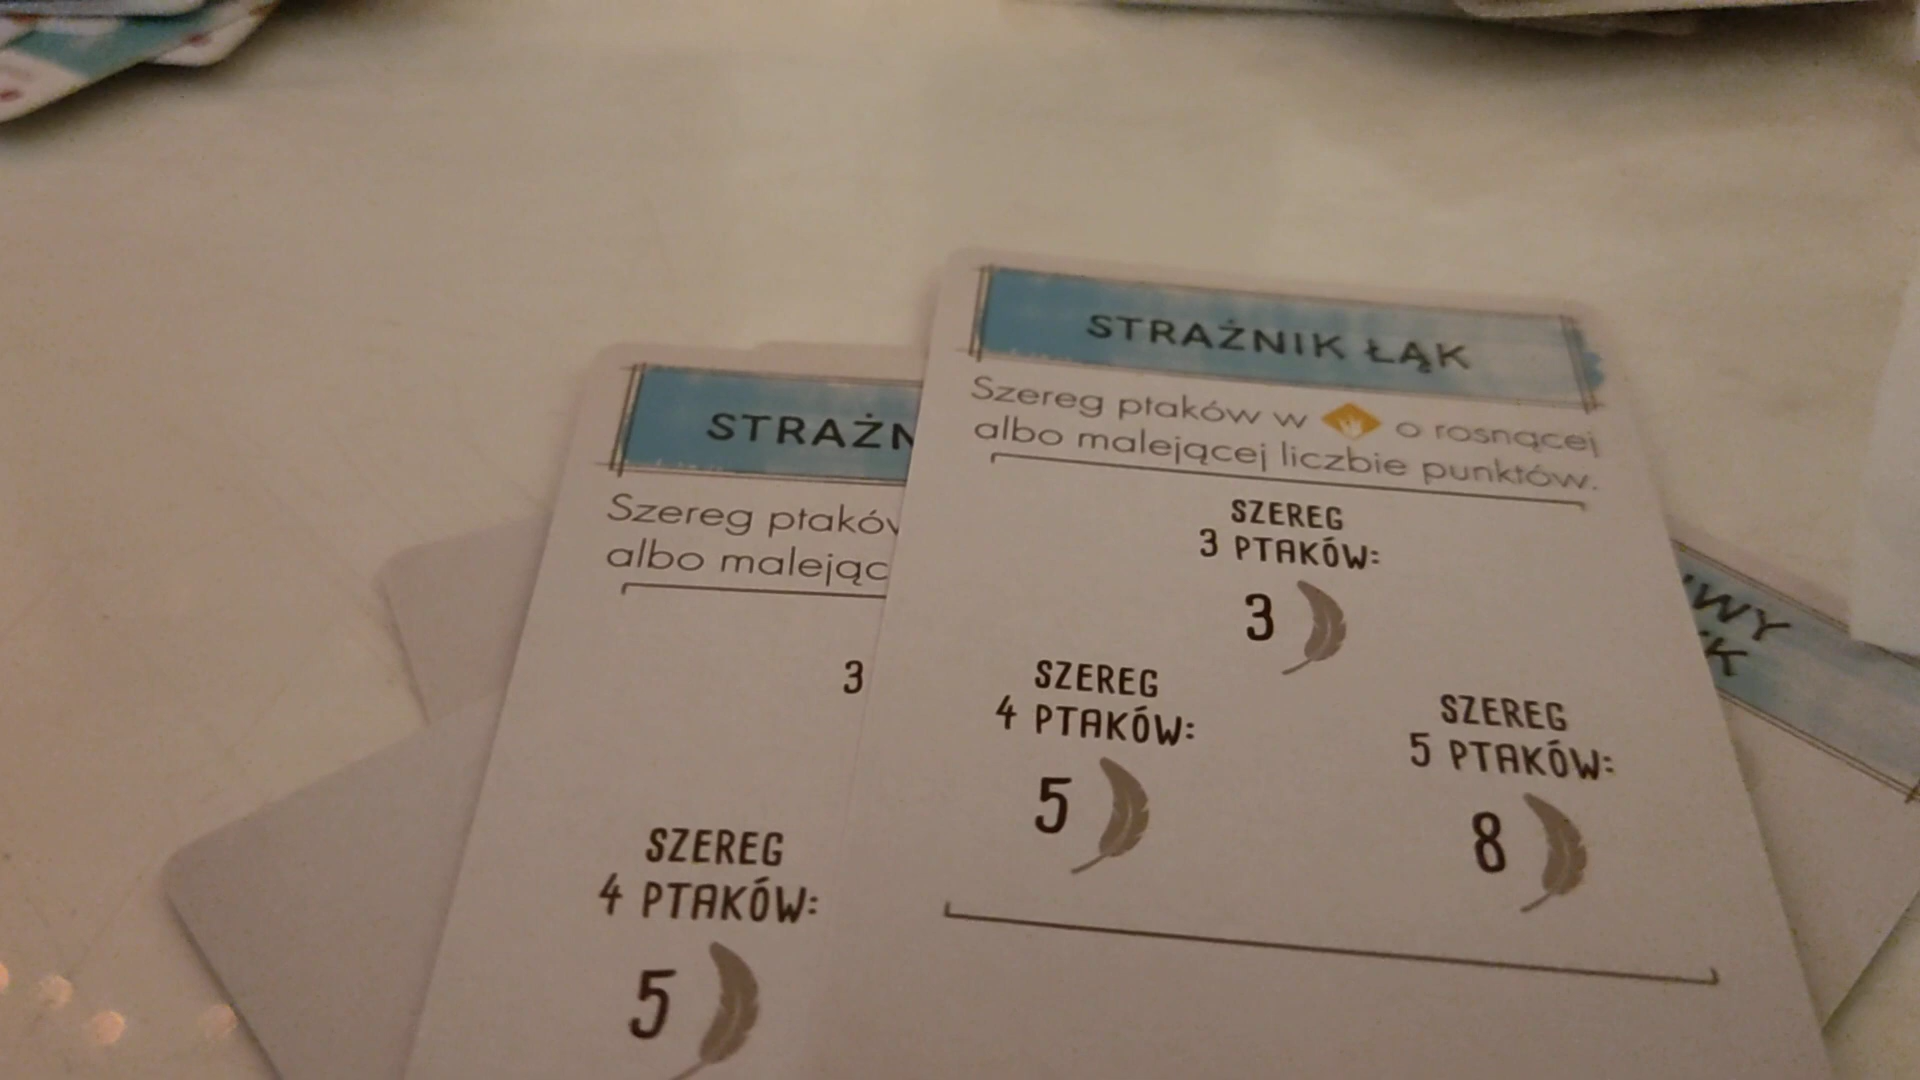 STRAŻNIK ŁĄK
Szereg ptaków w o rosnącej
albo malejącej liczbie punktów.
SZEREG
3 PTAKÓW:
3
SZEREG
4 PTAKÓW:
5
SZEREG
5 PTAKÓW:
8
STRAŻN
Szereg ptaków
albo malejąc
3
SZEREG
4 PTAKÓW:
5
WY
K